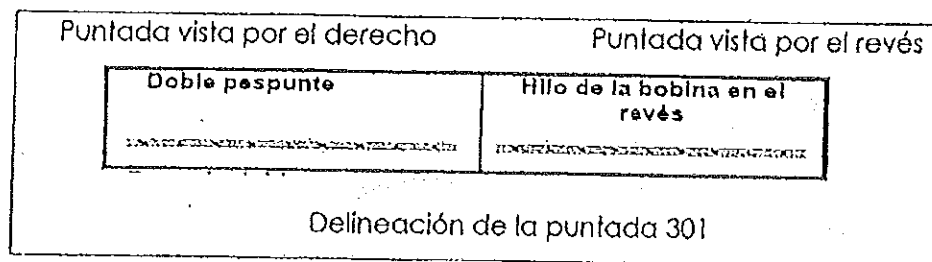 Puntada vista por el derecho
Puntada vista por el revés
Doble pespunte
Hilo de la bobina en el
revés
Delineación de la puntada 301